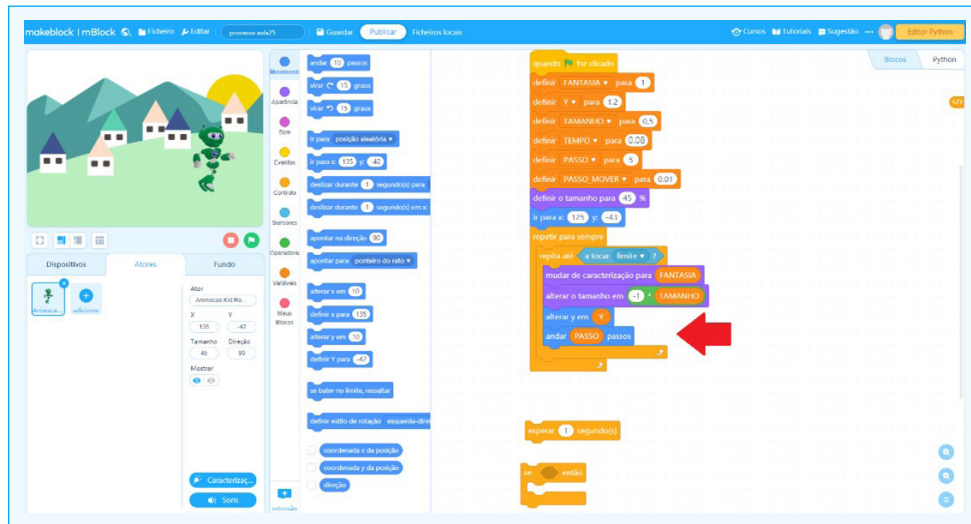 makeblock | mBlock
Ficheiro
Editar
Guardar
Publicar
Ficheiros locais
Cursos
Tutoriais
Sugestão
Editor Python
Blocos
Python
Dispositivos
Atores
Fundo
Animacao...
adicionar
Ator
Animacao Kid Ro...
X
Y
135
-42
Tamanho
Direção
45
90
Mostrar
Caracterizaç...
Sons
Movimento
Aparência
Som
Eventos
Controlo
Sensores
Operadores
Variáveis
Meus Blocos
extensão
andar 10 passos
virar 15 graus
virar 15 graus
ir para posição aleatória
ir para x: 135 y: -42
deslizar durante 1 segundo(s) para
deslizar durante 1 segundo(s) em x:
apontar na direção 90
apontar para ponteiro do rato
alterar x em 10
definir x para 135
alterar y em 10
definir Y para -42
se bater no limite, ressaltar
definir estilo de rotação esquerda-direi
coordenada x da posição
coordenada y da posição
direção
quando for clicado
definir FANTASIA para 1
definir Y para 1.2
definir TAMANHO para 0,5
definir TEMPO para 0.08
definir PASSO para 5
definir PASSO_MOVER para 0.01
definir o tamanho para 45 %
ir para x: 125 y: -43
repetir para sempre
repita até a tocar limite ?
mudar de caracterização para FANTASIA
alterar o tamanho em -1 * TAMANHO
alterar y em Y
andar PASSO passos
esperar 1 segundo(s)
se então